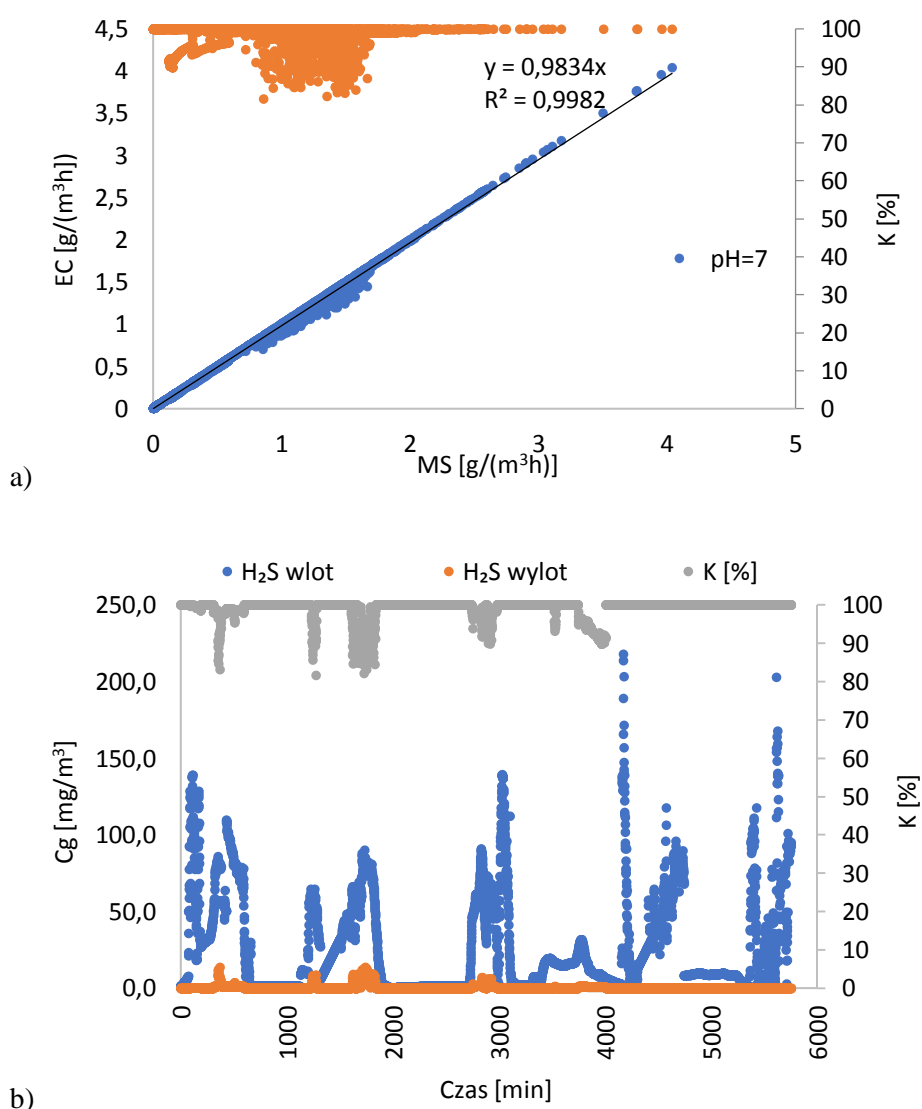 4,5
4
3,5
3
2,5
2
1,5
1
0,5
0
EC [g/(m³h)]
100
90
80
70
60
50
40
30
20
10
0
K [%]
y = 0,9834x
R² = 0,9982
pH=7
0 1 2 3 4 5
MS [g/(m³h)]
a)
H₂S wlot H₂S wylot K [%]
250,0
200,0
150,0
100,0
50,0
0,0
Cg [mg/m³]
100
90
80
70
60
50
40
30
20
10
0
K [%]
0 1000 2000 3000 4000 5000 6000
Czas [min]
b)